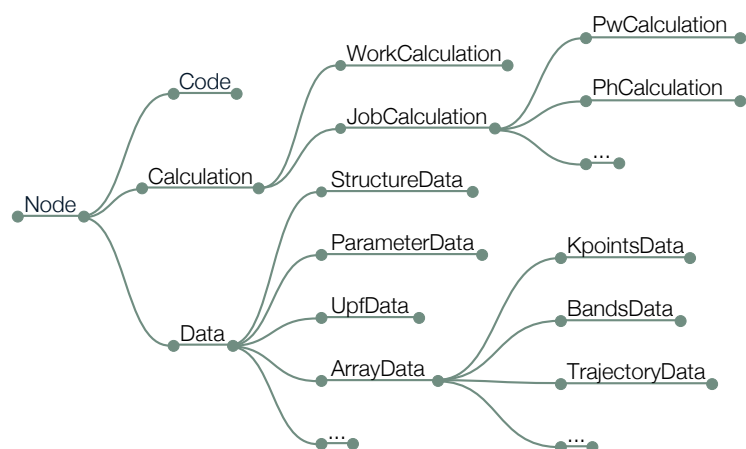 Node
Code
Calculation
WorkCalculation
JobCalculation
PwCalculation
PhCalculation
...
Data
StructureData
ParameterData
UpfData
ArrayData
KpointsData
BandsData
TrajectoryData
...
...